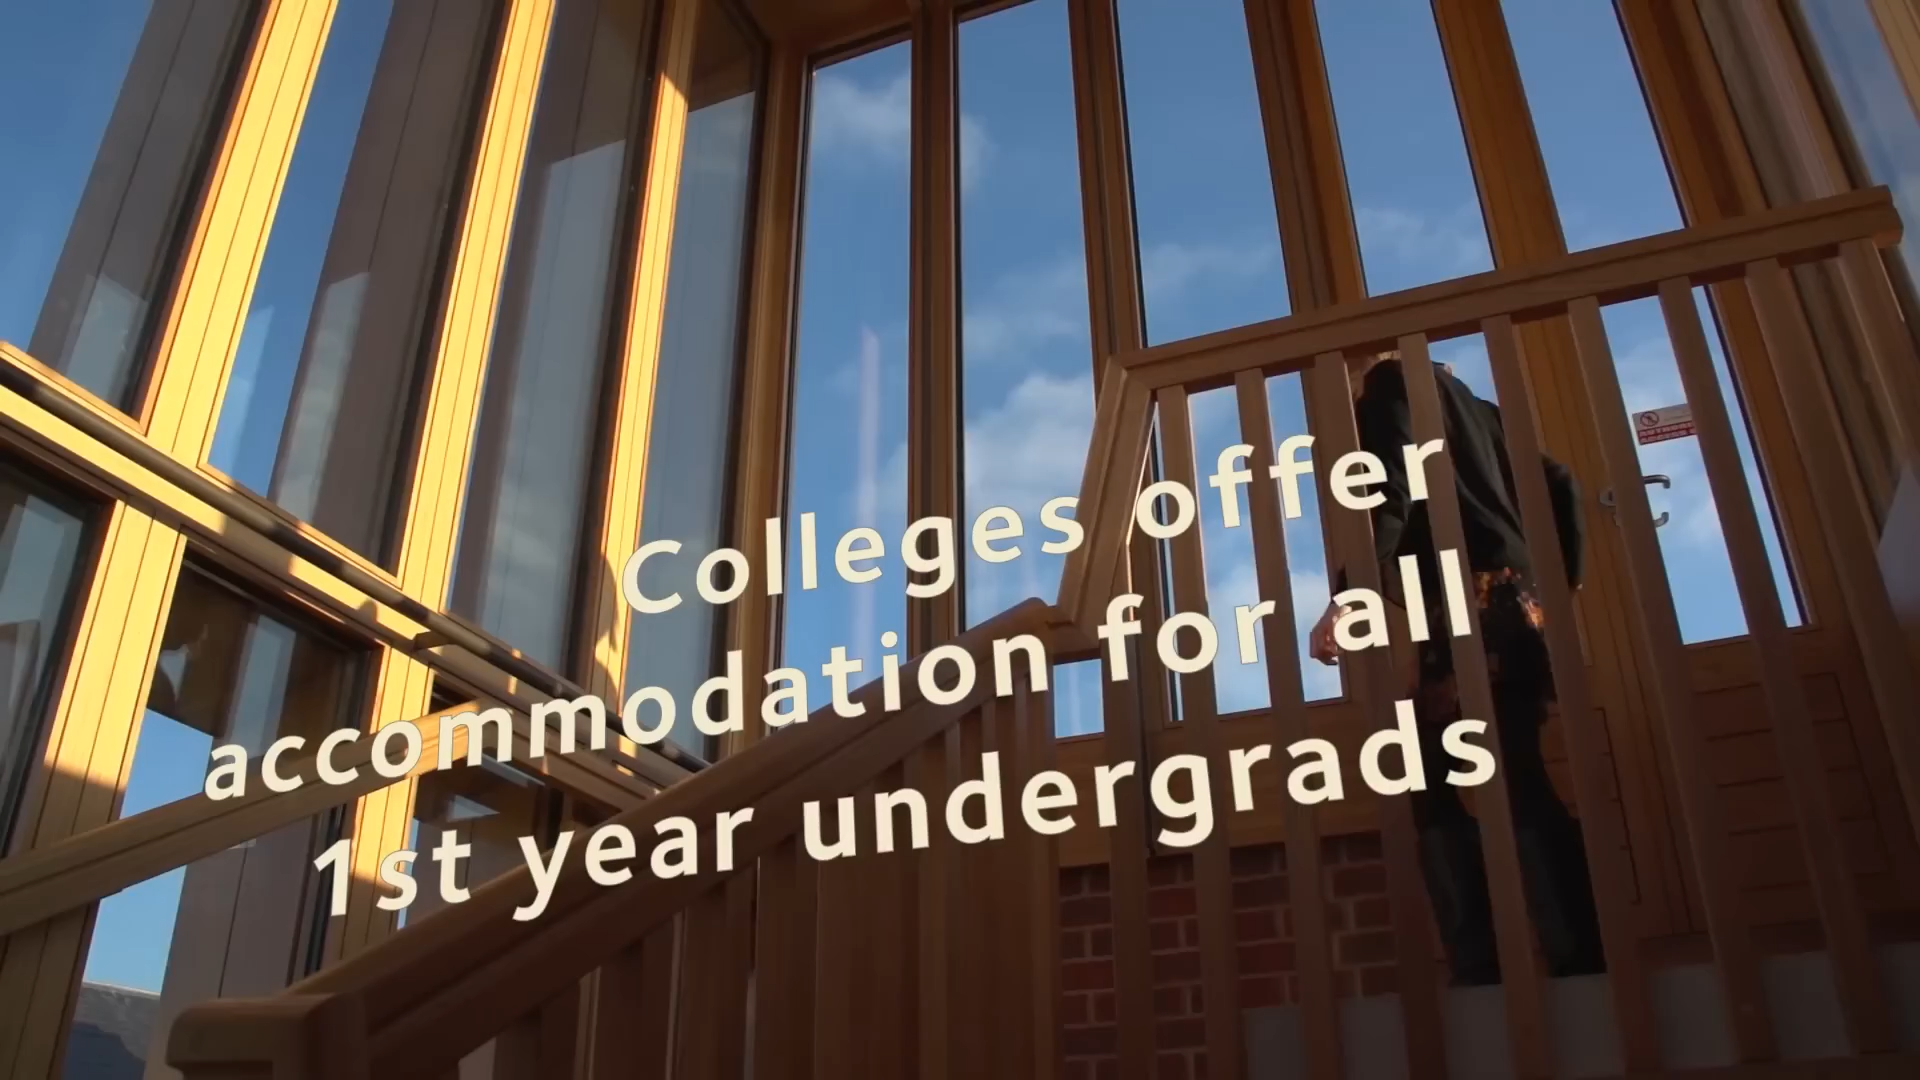 Colleges offer
accommodation for all
1st year undergrads